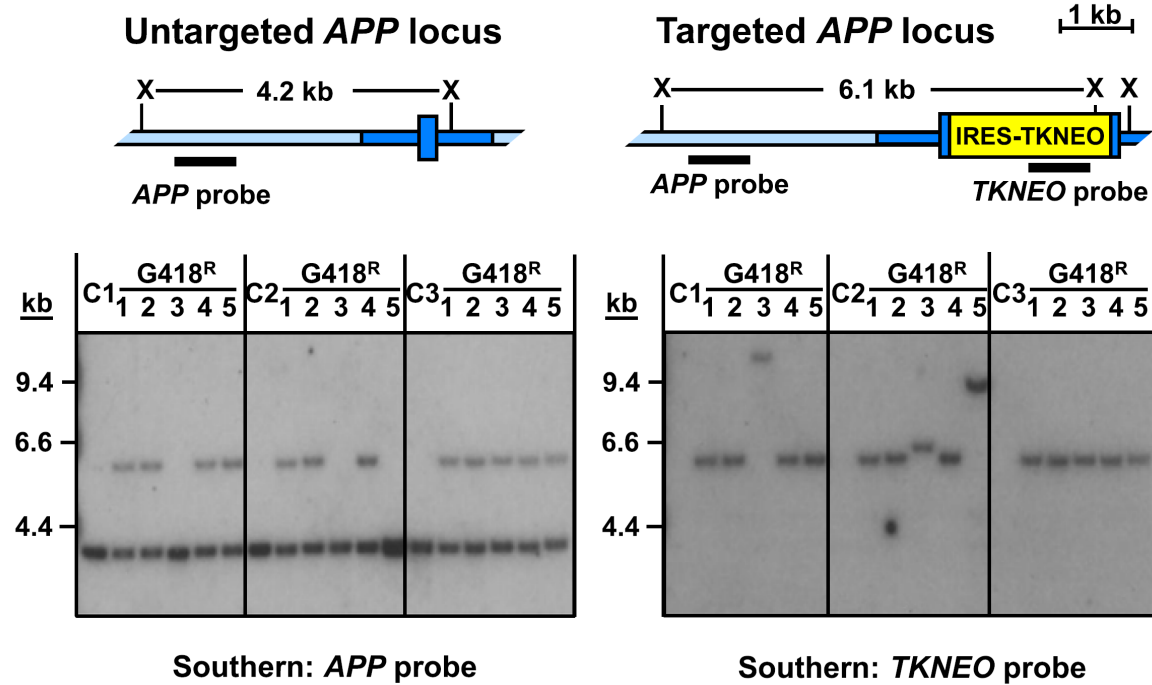 Untargeted APP locus
Targeted APP locus
1 kb
X 4.2 kb X
X 6.1 kb X X
IRES-TKNEO
APP probe
APP probe
TKNEO probe
kb
C1 G418R 1 2 3 4 5
C2 G418R 1 2 3 4 5
C3 G418R 1 2 3 4 5
9.4
6.6
4.4
Southern: APP probe
kb
C1 G418R 1 2 3 4 5
C2 G418R 1 2 3 4 5
C3 G418R 1 2 3 4 5
9.4
6.6
4.4
Southern: TKNEO probe